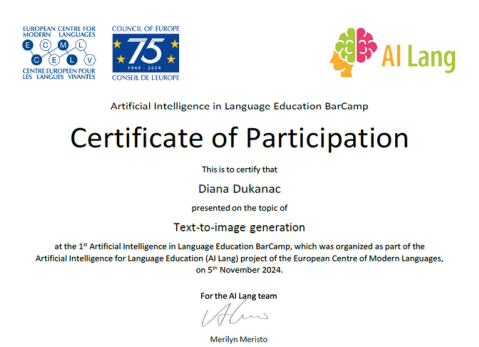 EUROPEAN CENTRE FOR
MODERN LANGUAGES
E C M L
C E L V
CENTRE EUROPÉEN POUR
LES LANGUES VIVANTES
COUNCIL OF EUROPE
75
1949 - 2024
CONSEIL DE L'EUROPE
AI Lang
Artificial Intelligence in Language Education BarCamp
Certificate of Participation
This is to certify that
Diana Dukanac
presented on the topic of
Text-to-image generation
at the 1st Artificial Intelligence in Language Education BarCamp, which was organized as part of the
Artificial Intelligence for Language Education (AI Lang) project of the European Centre of Modern Languages,
on 5th November 2024.
For the AI Lang team
Merilyn Meristo